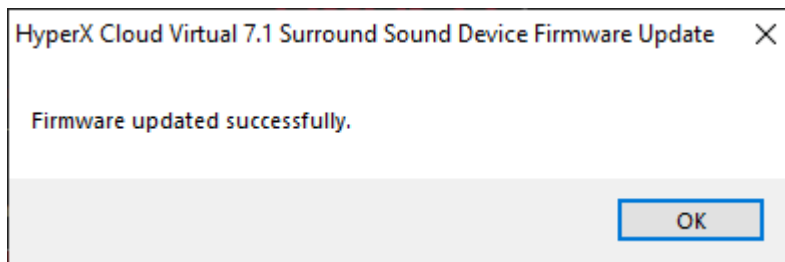 HyperX Cloud Virtual 7.1 Surround Sound Device Firmware Update
Firmware updated successfully.
OK